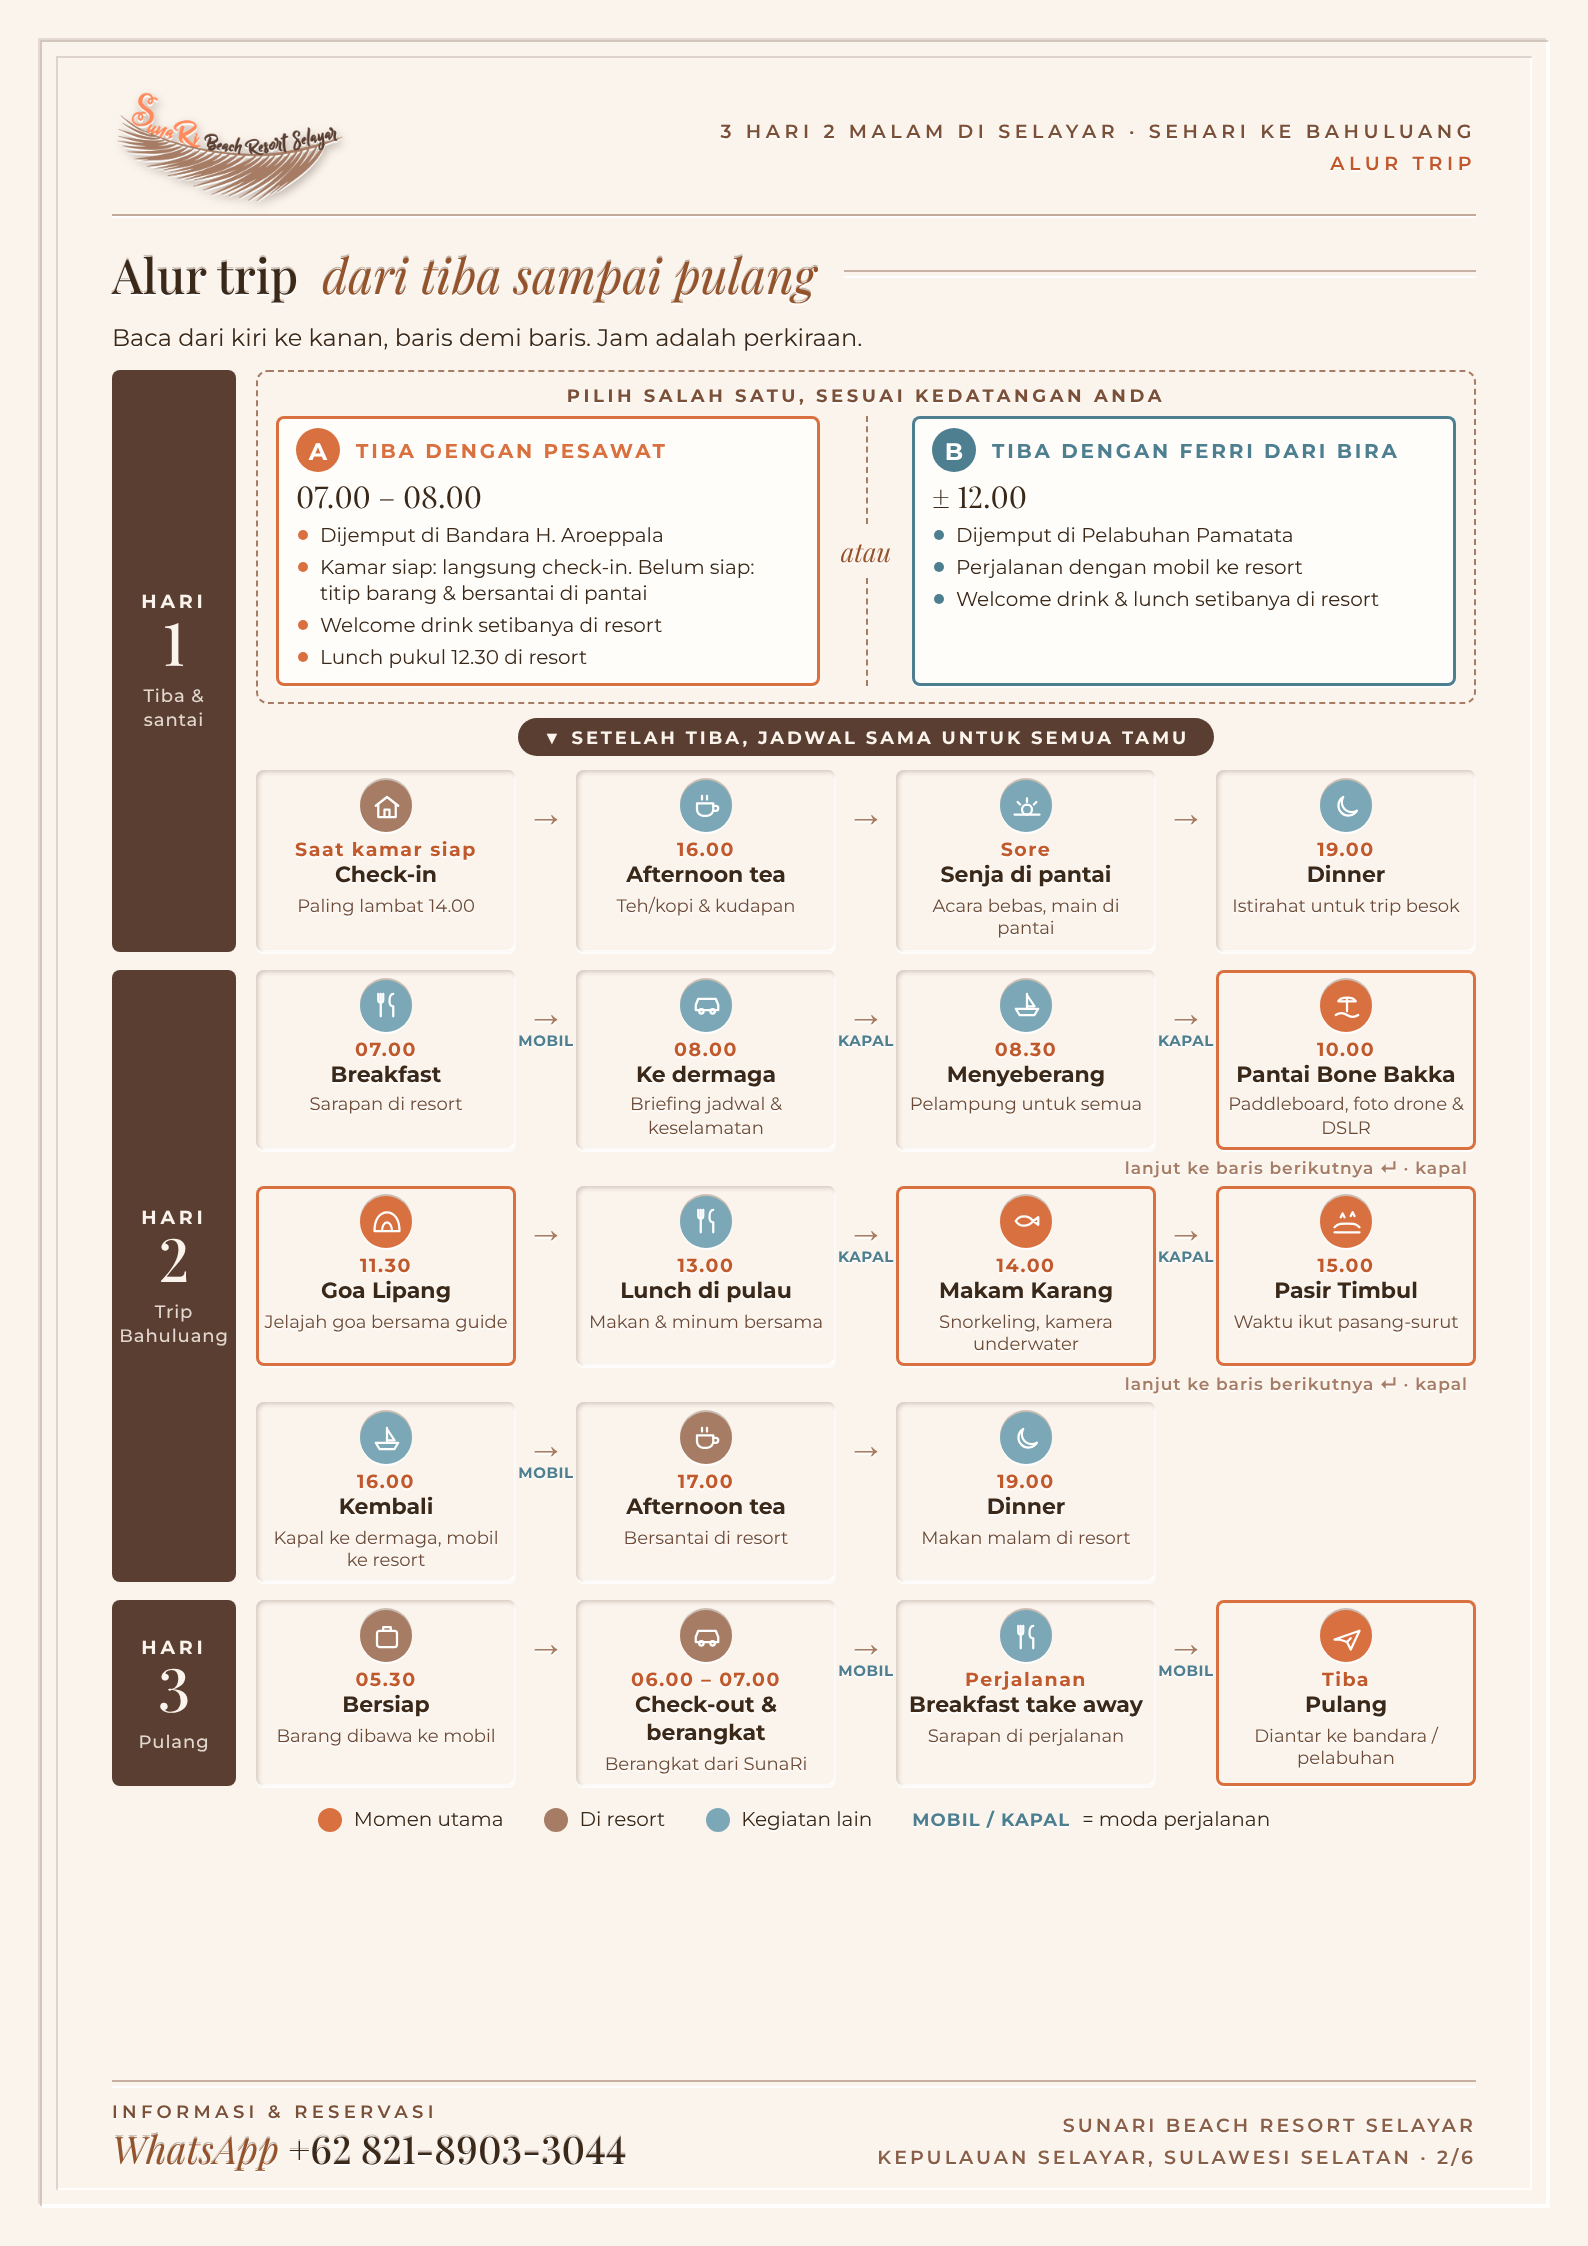 SunaRi Beach Resort Selayar
3 HARI 2 MALAM DI SELAYAR · SEHARI KE BAHULUANG
ALUR TRIP
Alur trip dari tiba sampai pulang
Baca dari kiri ke kanan, baris demi baris. Jam adalah perkiraan.
HARI
1
Tiba &
santai
PILIH SALAH SATU, SESUAI KEDATANGAN ANDA
A TIBA DENGAN PESAWAT
07.00 – 08.00
Dijemput di Bandara H. Aroeppala
Kamar siap: langsung check-in. Belum siap:
titip barang & bersantai di pantai
Welcome drink setibanya di resort
Lunch pukul 12.30 di resort
atau
B TIBA DENGAN FERRI DARI BIRA
± 12.00
Dijemput di Pelabuhan Pamatata
Perjalanan dengan mobil ke resort
Welcome drink & lunch setibanya di resort
▼ SETELAH TIBA, JADWAL SAMA UNTUK SEMUA TAMU
Saat kamar siap
Check-in
Paling lambat 14.00
→
16.00
Afternoon tea
Teh/kopi & kudapan
→
Sore
Senja di pantai
Acara bebas, main di
pantai
→
19.00
Dinner
Istirahat untuk trip besok
HARI
2
Trip
Bahuluang
07.00
Breakfast
Sarapan di resort
→
MOBIL
08.00
Ke dermaga
Briefing jadwal &
keselamatan
→
KAPAL
08.30
Menyeberang
Pelampung untuk semua
→
KAPAL
10.00
Pantai Bone Bakka
Paddleboard, foto drone &
DSLR
lanjut ke baris berikutnya ↵ · kapal
11.30
Goa Lipang
Jelajah goa bersama guide
→
13.00
Lunch di pulau
Makan & minum bersama
→
KAPAL
14.00
Makam Karang
Snorkeling, kamera
underwater
→
KAPAL
15.00
Pasir Timbul
Waktu ikut pasang-surut
lanjut ke baris berikutnya ↵ · kapal
16.00
Kembali
Kapal ke dermaga, mobil
ke resort
→
MOBIL
17.00
Afternoon tea
Bersantai di resort
→
19.00
Dinner
Makan malam di resort
HARI
3
Pulang
05.30
Bersiap
Barang dibawa ke mobil
→
06.00 – 07.00
Check-out &
berangkat
Berangkat dari SunaRi
→
MOBIL
Perjalanan
Breakfast take away
Sarapan di perjalanan
→
MOBIL
Tiba
Pulang
Diantar ke bandara /
pelabuhan
Momen utama
Di resort
Kegiatan lain
MOBIL / KAPAL = moda perjalanan
INFORMASI & RESERVASI
WhatsApp +62 821-8903-3044
SUNARI BEACH RESORT SELAYAR
KEPULAUAN SELAYAR, SULAWESI SELATAN · 2/6